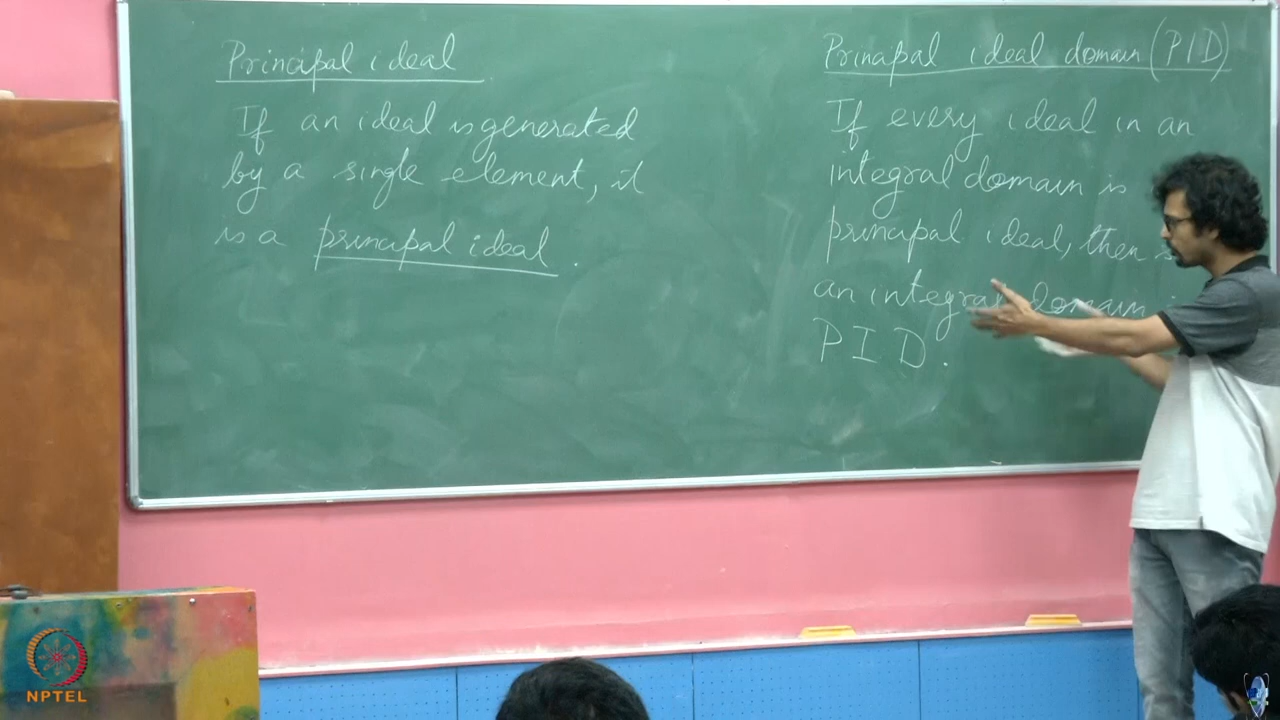 Principal ideal
If an ideal is generated
by a single element, it
is a principal ideal.
Principal ideal domain (PID)
If every ideal in an
integral domain is
principal ideal, then
an integral domain
PID.
NPTEL